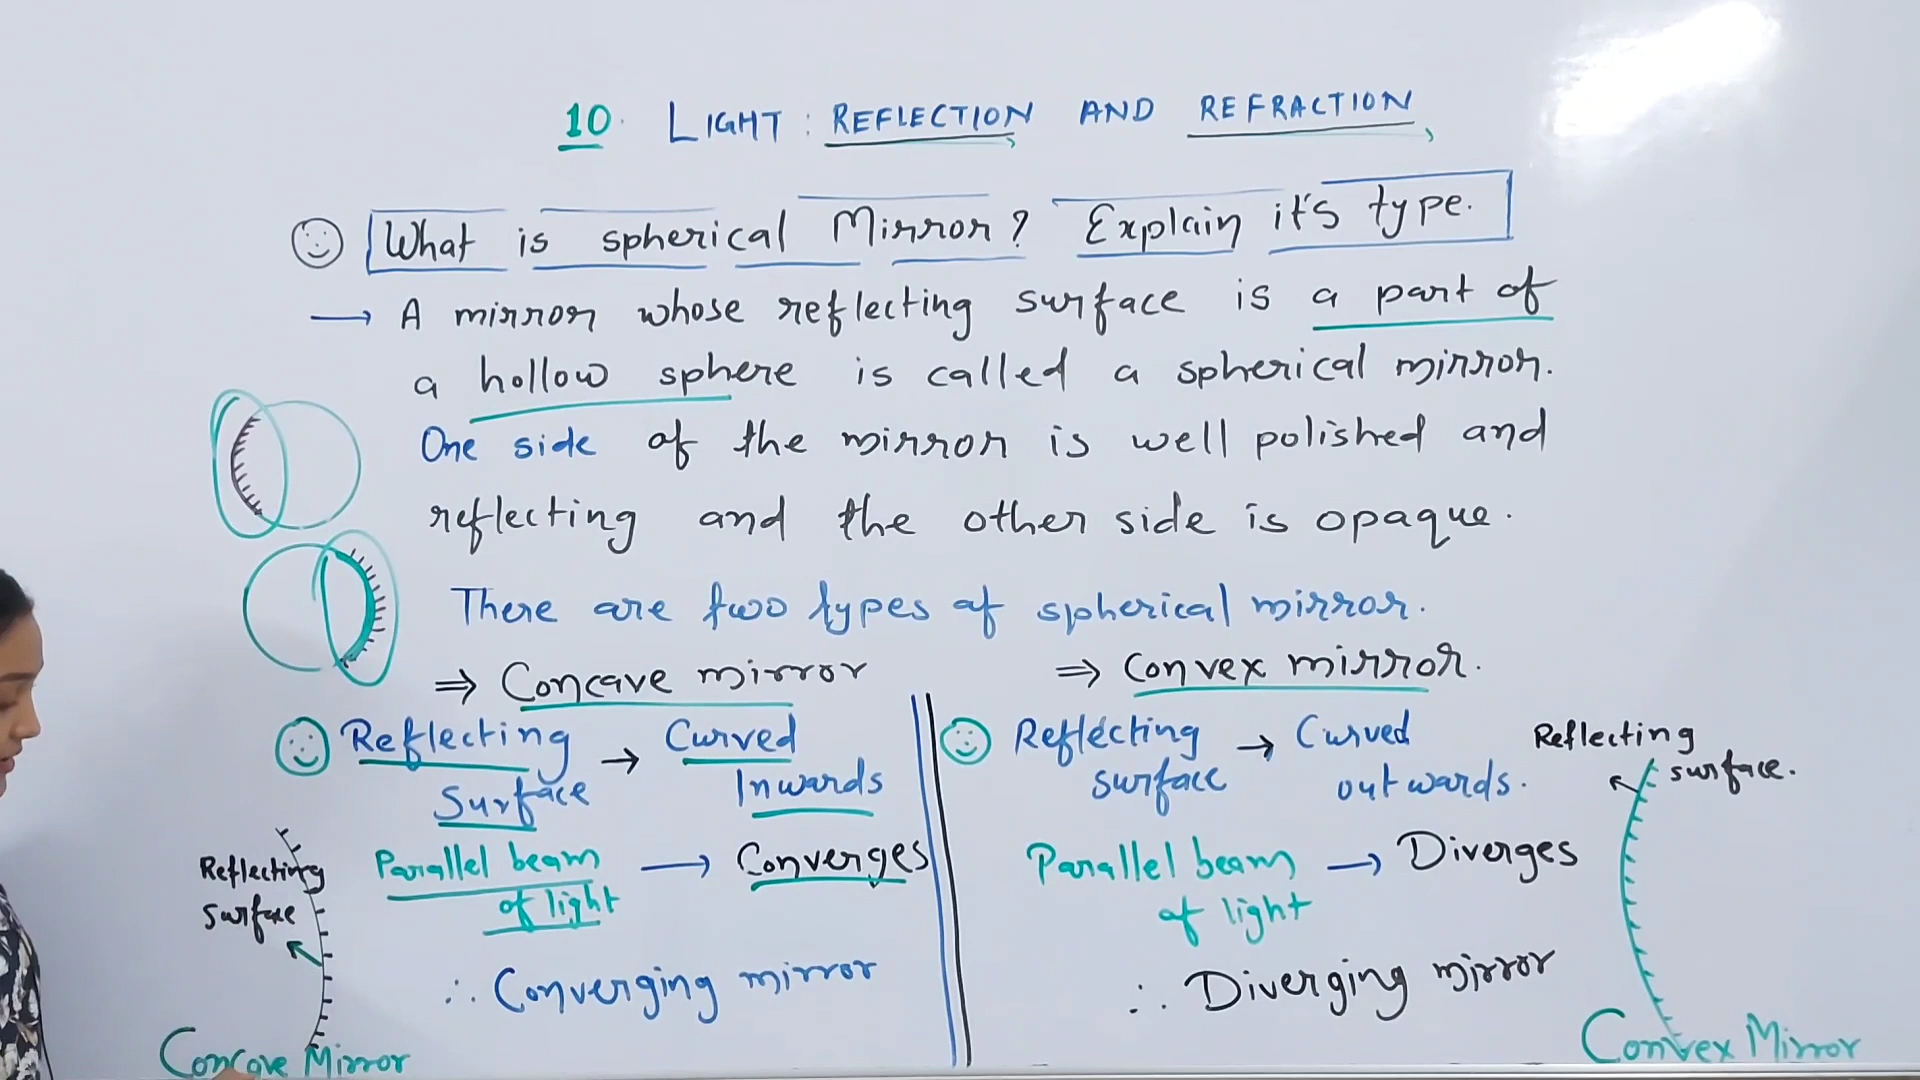 10. LIGHT : REFLECTION AND REFRACTION
What is spherical Mirror? Explain it's type.
→ A mirror whose reflecting surface is a part of
a hollow sphere is called a spherical mirror.
One side of the mirror is well polished and
reflecting and the other side is opaque.
There are two types of spherical mirror.
⇒ Concave mirror
Reflecting → Curved
Surface Inwards
Parallel beam → Converges
of light
∴ Converging mirror
Reflecting
surface
Concave Mirror
⇒ Convex mirror.
Reflecting → Curved
surface outwards.
Parallel beam → Diverges
of light
∴ Diverging mirror
Reflecting
surface.
Convex Mirror